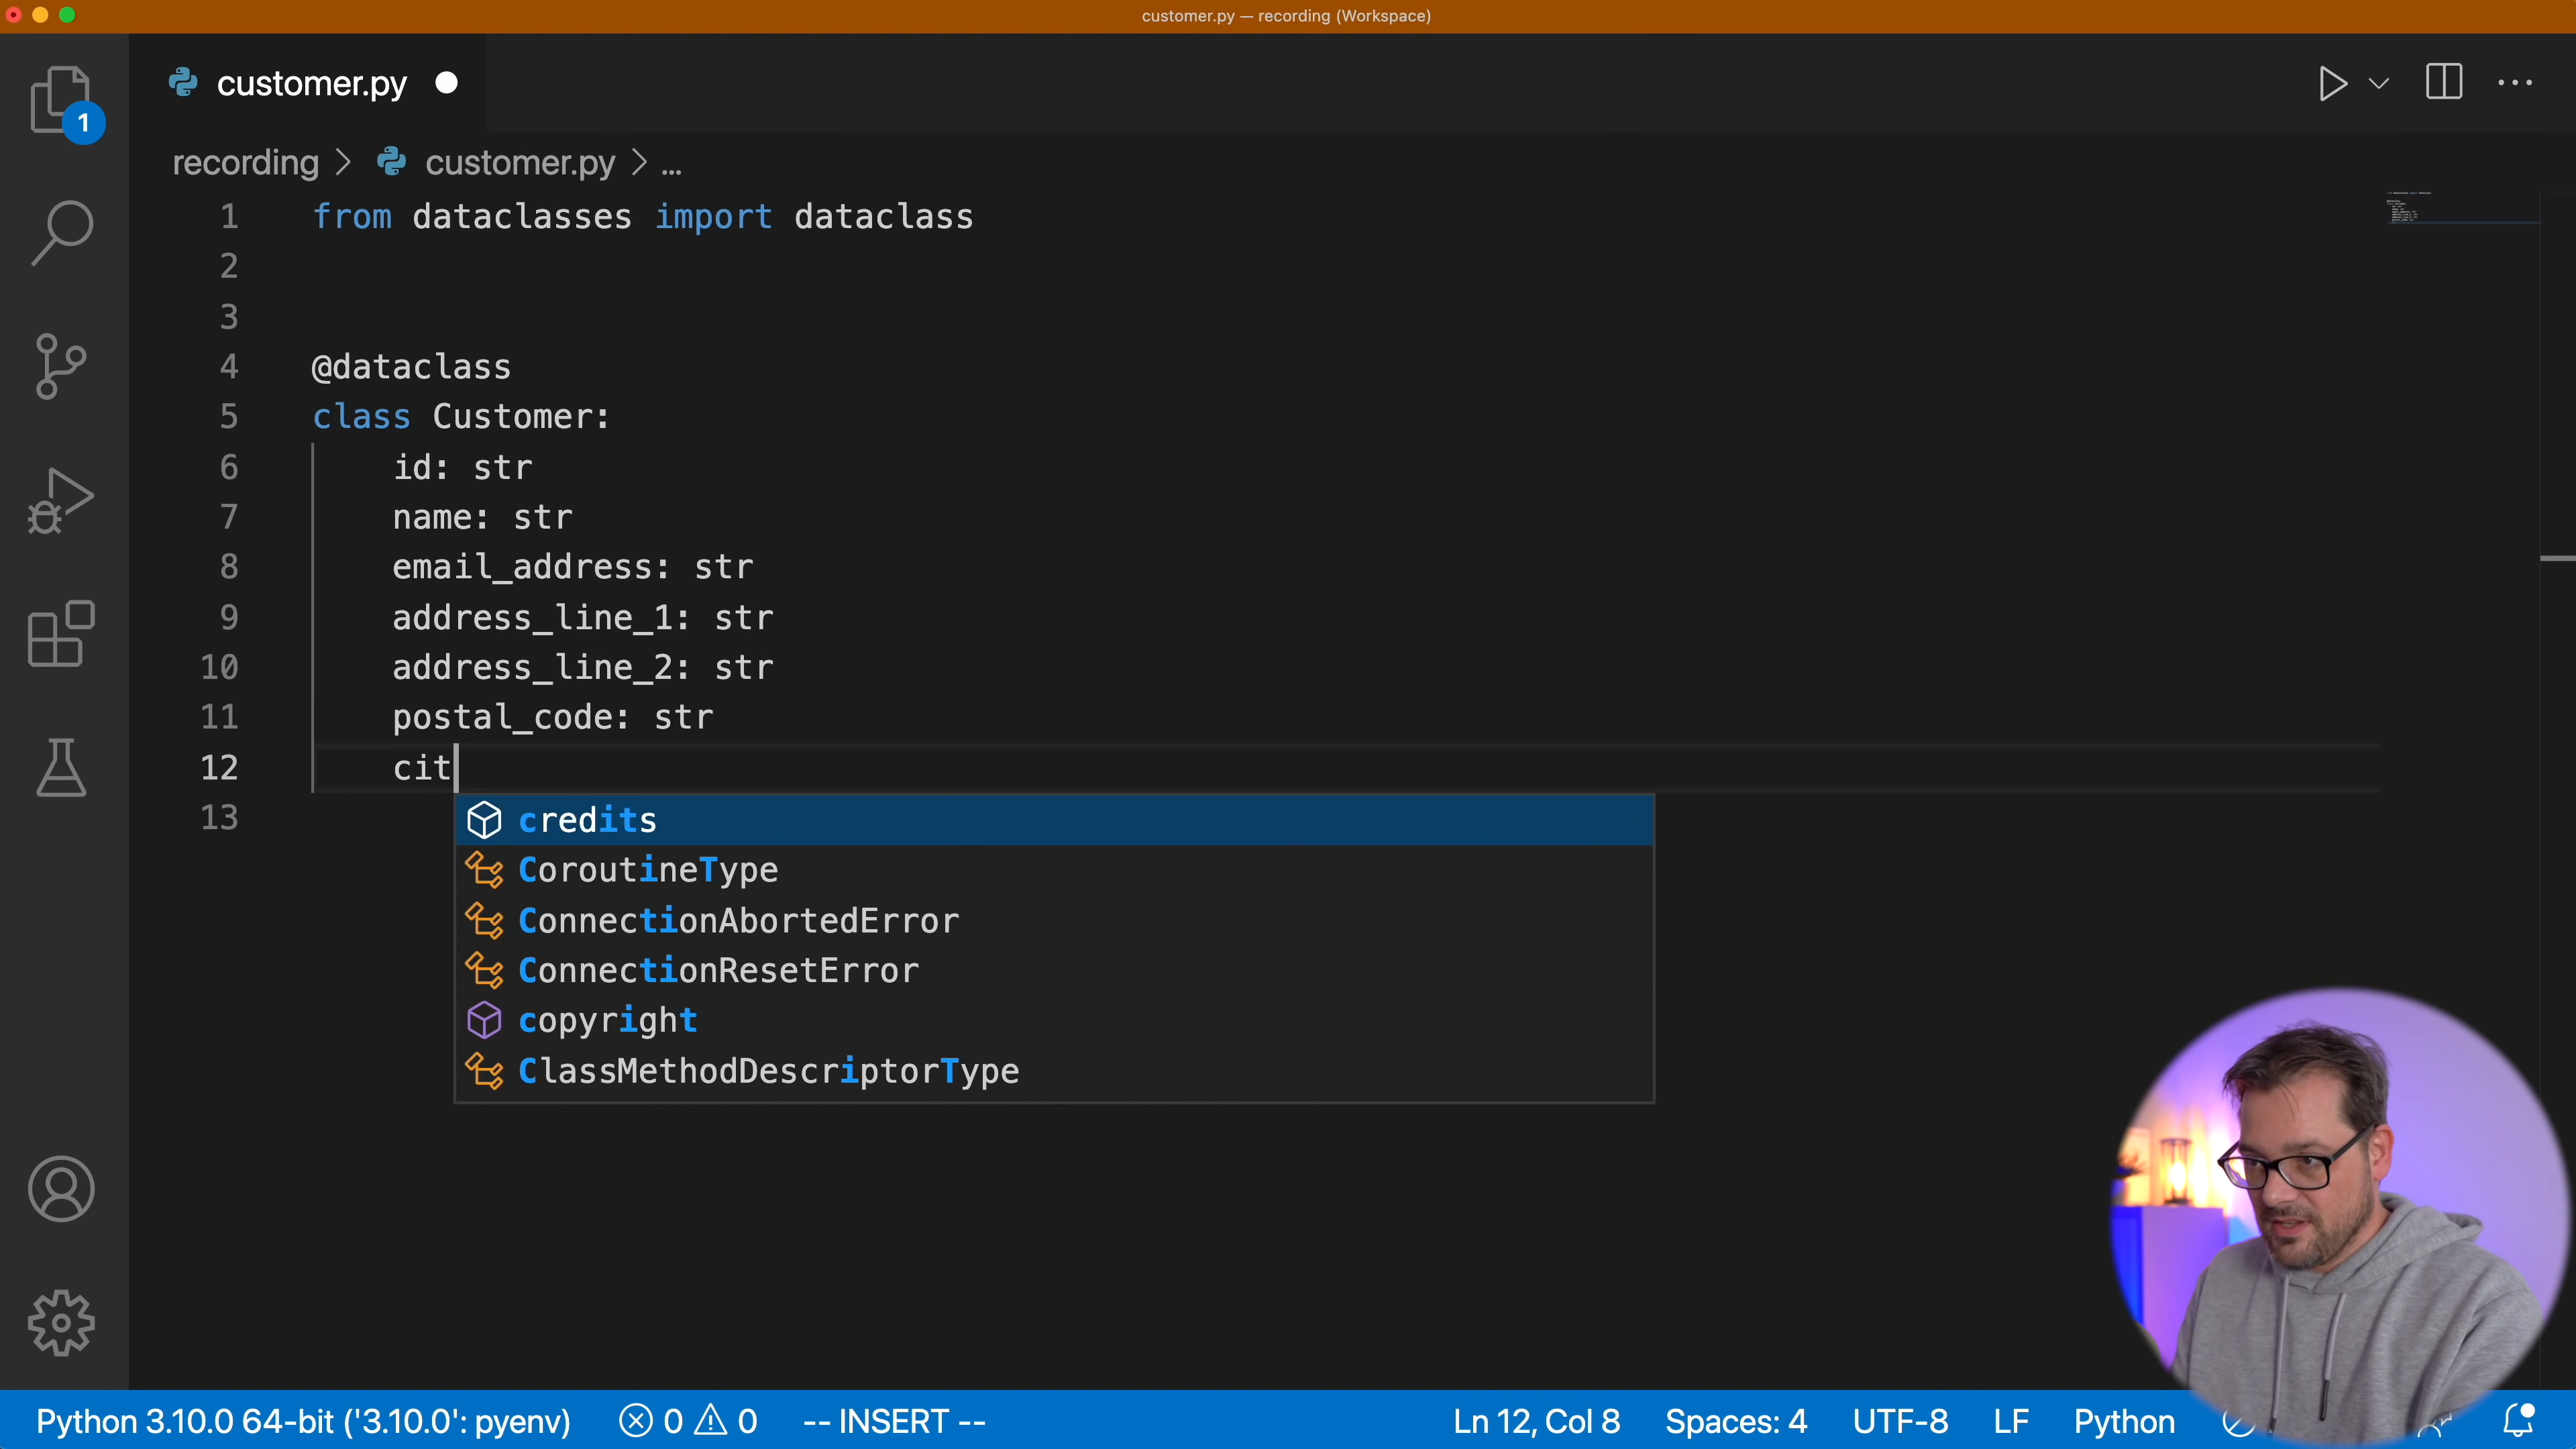 customer.py — recording (Workspace)
1
customer.py
recording > customer.py > ...
1 from dataclasses import dataclass
2
3
4 @dataclass
5 class Customer:
6 id: str
7 name: str
8 email_address: str
9 address_line_1: str
10 address_line_2: str
11 postal_code: str
12 cit
13
credits
CoroutineType
ConnectionAbortedError
ConnectionResetError
copyright
ClassMethodDescriptorType
Python 3.10.0 64-bit ('3.10.0': pyenv) 0 0 -- INSERT -- Ln 12, Col 8 Spaces: 4 UTF-8 LF Python